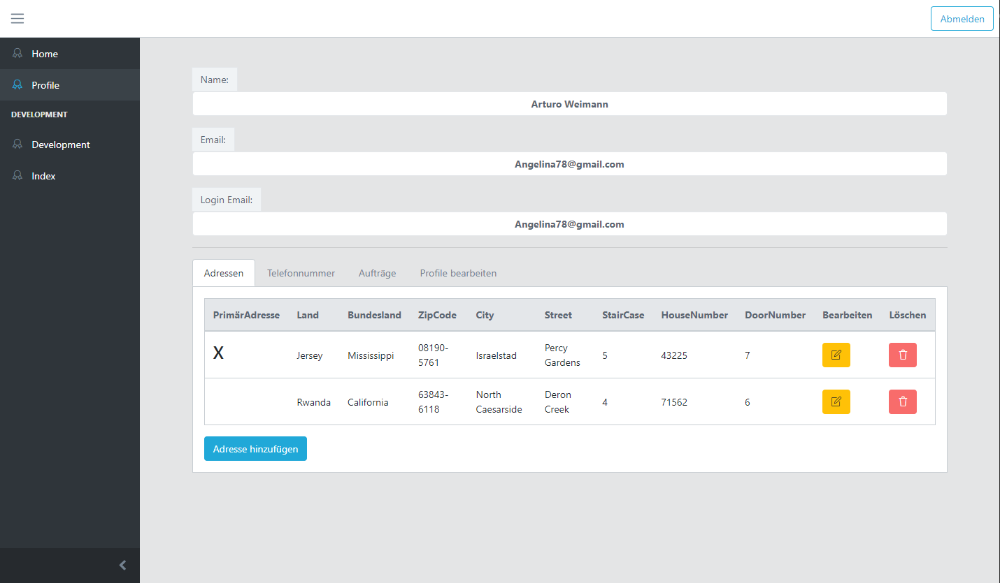 Abmelden
Home
Profile
DEVELOPMENT
Development
Index
Name:
Arturo Weimann
Email:
Angelina78@gmail.com
Login Email:
Angelina78@gmail.com
Adressen Telefonnummer Aufträge Profile bearbeiten
PrimärAdresse Land Bundesland ZipCode City Street StairCase HouseNumber DoorNumber Bearbeiten Löschen
X Jersey Mississippi 08190-5761 Israelstad Percy Gardens 5 43225 7
Rwanda California 63843-6118 North Caesarside Deron Creek 4 71562 6
Adresse hinzufügen